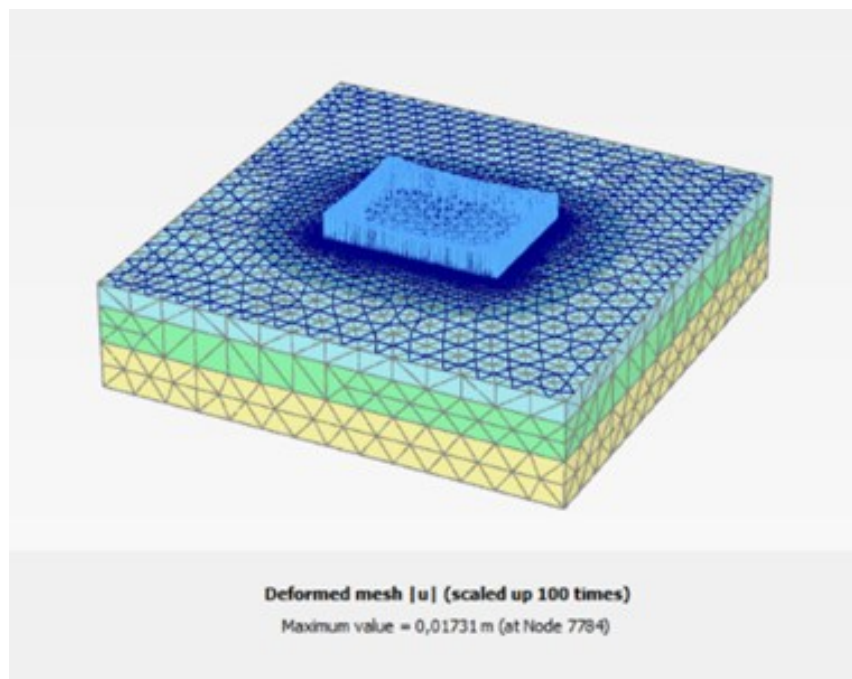 Deformed mesh |u| (scaled up 100 times)
Maximum value = 0,01731 m (at Node 7784)